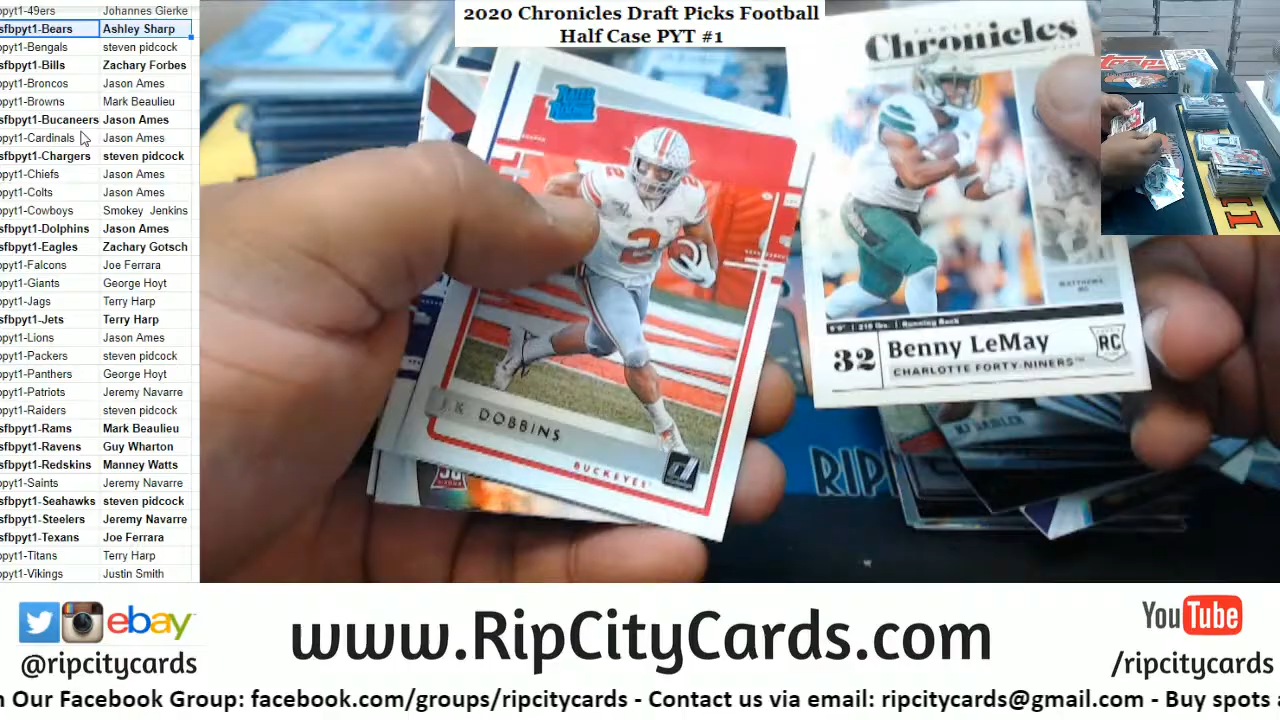 2020 Chronicles Draft Picks Football
Half Case PYT #1
pyt1-49ers Johannes Gierke
sfbpyt1-Bears Ashley Sharp
pyt1-Bengals steven pidcock
sfbpyt1-Bills Zachary Forbes
pyt1-Broncos Jason Ames
pyt1-Browns Mark Beaulieu
sfbpyt1-Bucaneers Jason Ames
pyt1-Cardinals Jason Ames
sfbpyt1-Chargers steven pidcock
pyt1-Chiefs Jason Ames
pyt1-Colts Jason Ames
pyt1-Cowboys Smokey Jenkins
sfbpyt1-Dolphins Jason Ames
sfbpyt1-Eagles Zachary Gotsch
pyt1-Falcons Joe Ferrara
pyt1-Giants George Hoyt
pyt1-Jags Terry Harp
sfbpyt1-Jets Terry Harp
pyt1-Lions Jason Ames
pyt1-Packers steven pidcock
pyt1-Panthers George Hoyt
pyt1-Patriots Jeremy Navarre
pyt1-Raiders steven pidcock
sfbpyt1-Rams Mark Beaulieu
sfbpyt1-Ravens Guy Wharton
sfbpyt1-Redskins Manney Watts
pyt1-Saints Jeremy Navarre
sfbpyt1-Seahawks steven pidcock
sfbpyt1-Steelers Jeremy Navarre
sfbpyt1-Texans Joe Ferrara
pyt1-Titans Terry Harp
pyt1-Vikings Justin Smith
Rated Rookie
2
DOBBINS
BUCKEYES
Chronicles
MATTHEWS
Running Back
32 Benny LeMay RC
CHARLOTTE FORTY-NINERS™
RIP
Topps
ebay
@ripcitycards
www.RipCityCards.com
YouTube
/ripcitycards
n Our Facebook Group: facebook.com/groups/ripcitycards - Contact us via email: ripcitycards@gmail.com - Buy spots a